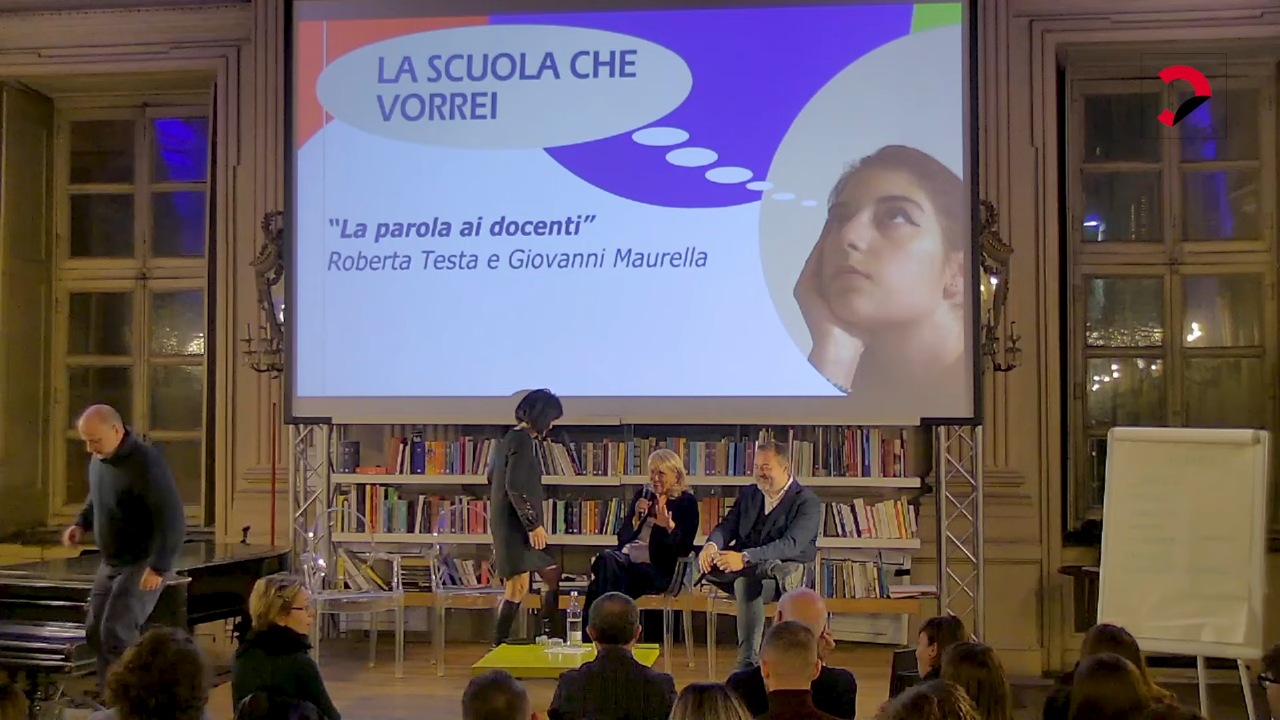 LA SCUOLA CHE
VORREI
“La parola ai docenti”
Roberta Testa e Giovanni Maurella